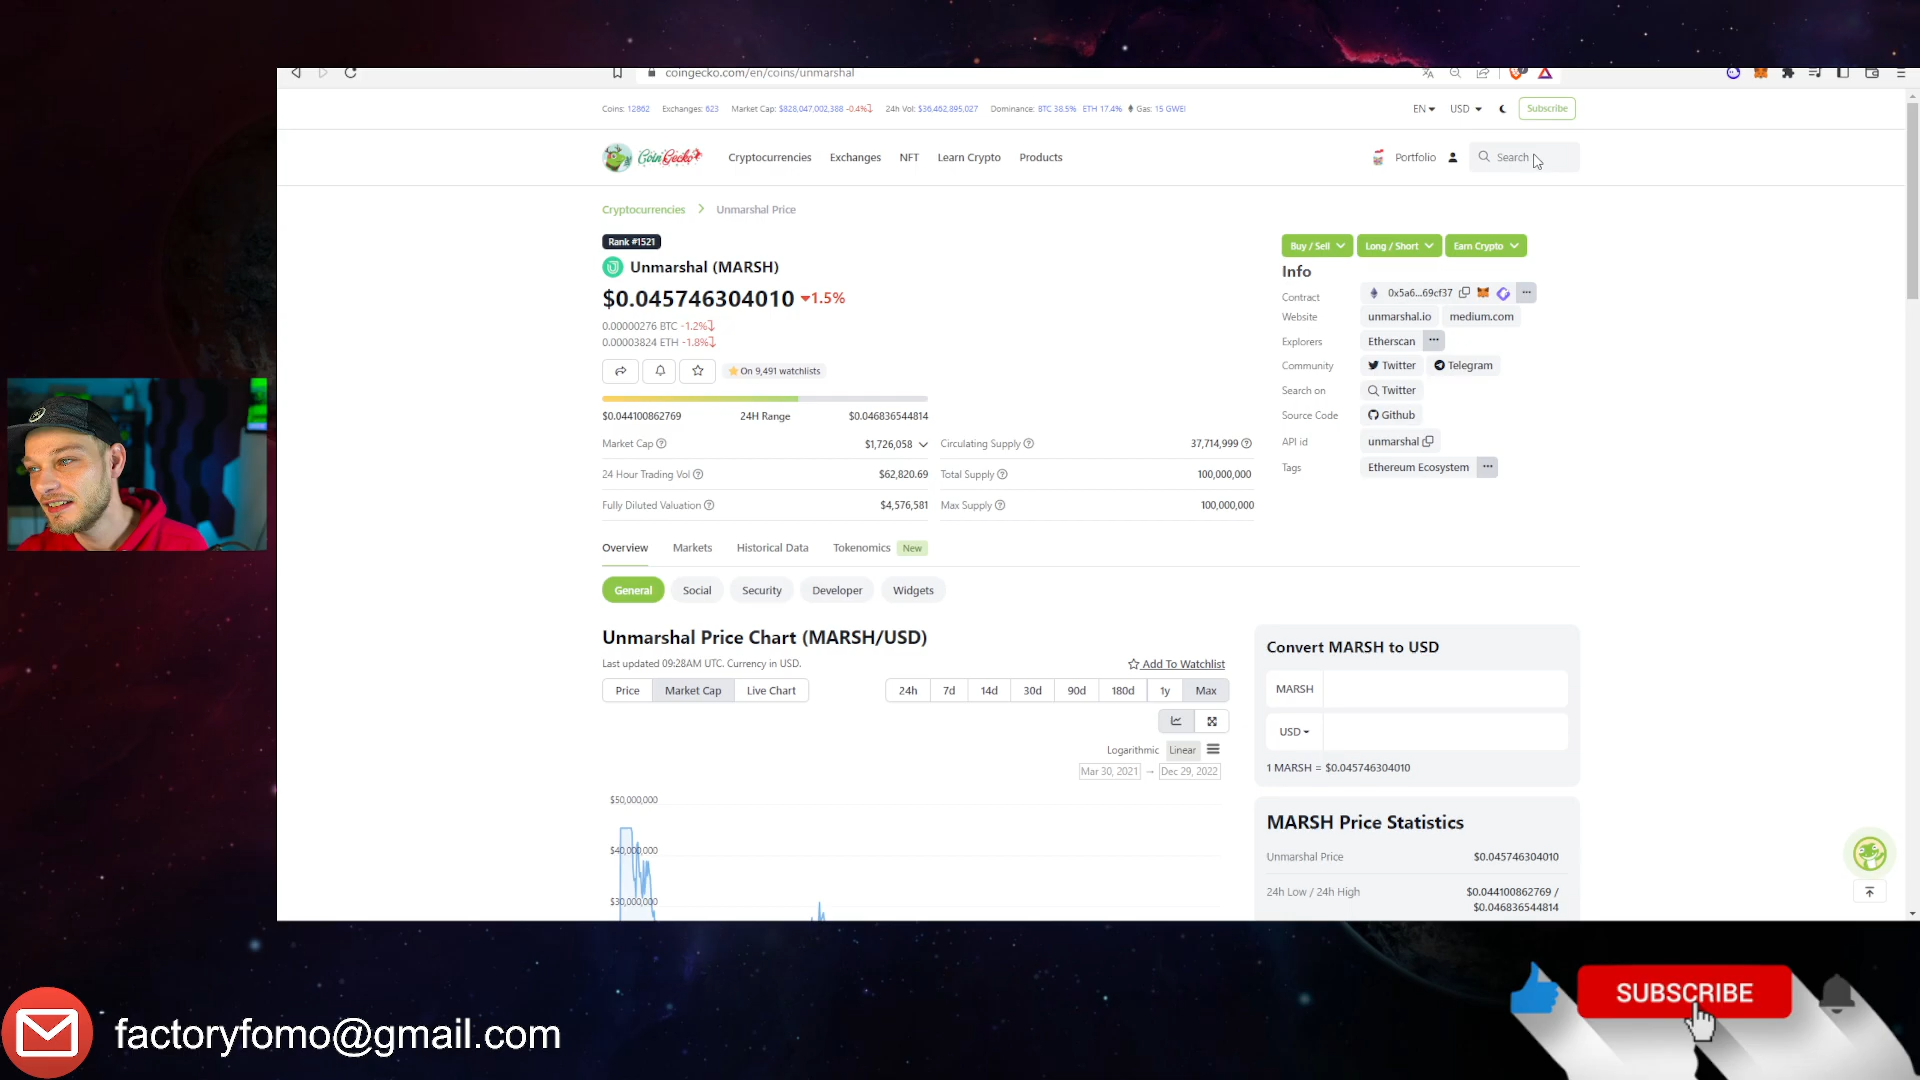 coingecko.com/en/coins/unmarshal
Coins: 12862 Exchanges: 623 Market Cap: $828,047,002,388 -0.4% 24h Vol: $36,462,895,027 Dominance: BTC 38.5% ETH 17.4% Gas: 15 GWEI
EN USD Subscribe
CoinGecko Cryptocurrencies Exchanges NFT Learn Crypto Products Portfolio Search
Cryptocurrencies > Unmarshal Price
Rank #1521
Unmarshal (MARSH)
$0.045746304010 1.5%
0.00000276 BTC -1.2%
0.00003824 ETH -1.8%
On 9,491 watchlists
$0.044100862769 24H Range $0.046836544814
Market Cap $1,726,058
Circulating Supply 37,714,999
24 Hour Trading Vol $62,820.69
Total Supply 100,000,000
Fully Diluted Valuation $4,576,581
Max Supply 100,000,000
Buy / Sell Long / Short Earn Crypto
Info
Contract 0x5a6...69cf37 ...
Website unmarshal.io medium.com
Explorers Etherscan ...
Community Twitter Telegram
Search on Twitter
Source Code Github
API id unmarshal
Tags Ethereum Ecosystem ...
Overview Markets Historical Data Tokenomics New
General Social Security Developer Widgets
Unmarshal Price Chart (MARSH/USD)
Last updated 09:28AM UTC. Currency in USD.
Add To Watchlist
Price Market Cap Live Chart 24h 7d 14d 30d 90d 180d 1y Max
Logarithmic Linear
Mar 30, 2021 → Dec 29, 2022
$50,000,000
$40,000,000
$30,000,000
Convert MARSH to USD
MARSH
USD
1 MARSH = $0.045746304010
MARSH Price Statistics
Unmarshal Price $0.045746304010
24h Low / 24h High $0.044100862769 /
$0.046836544814
factoryfomo@gmail.com
SUBSCRIBE